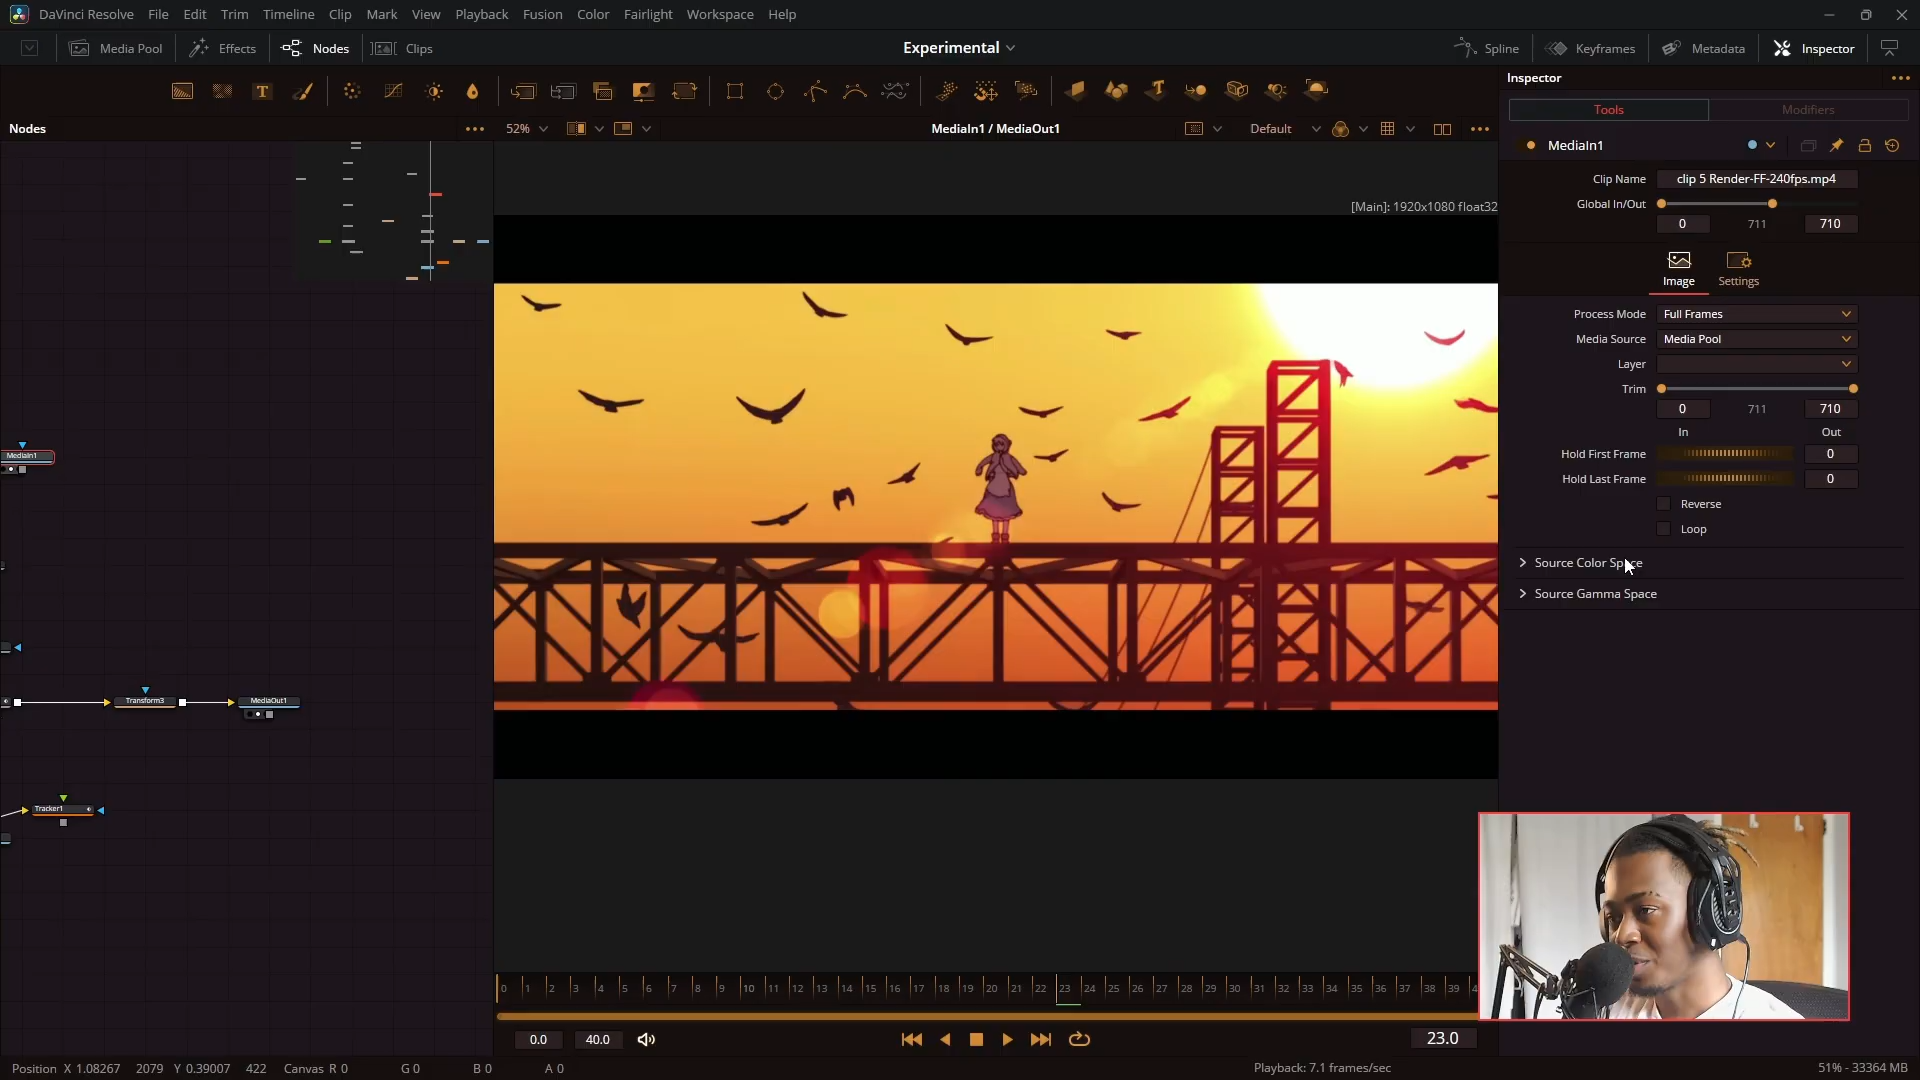 DaVinci Resolve File Edit Trim Timeline Clip Mark View Playback Fusion Color Fairlight Workspace Help
Media Pool Effects Nodes Clips Experimental Spline Keyframes Metadata Inspector
Inspector
Tools Modifiers
Nodes 52% MediaIn1 / MediaOut1 Default
MediaIn1
Clip Name clip 5 Render-FF-240fps.mp4
Global In/Out
[Main]: 1920x1080 float32
0 711 710
Image Settings
Process Mode Full Frames
Media Source Media Pool
Layer
Trim
0 711 710
In Out
Hold First Frame 0
Hold Last Frame 0
Reverse
Loop
Source Color Space
Source Gamma Space
MediaIn1
Transform3 MediaOut1
Tracker1
0 1 2 3 4 5 6 7 8 9 10 11 12 13 14 15 16 17 18 19 20 21 22 23 24 25 26 27 28 29 30 31 32 33 34 35 36 37 38 39 4
0.0 40.0 23.0
Position X 1.08267 2079 Y 0.39007 422 Canvas R 0 G 0 B 0 A 0 Playback: 7.1 frames/sec 51% - 33364 MB